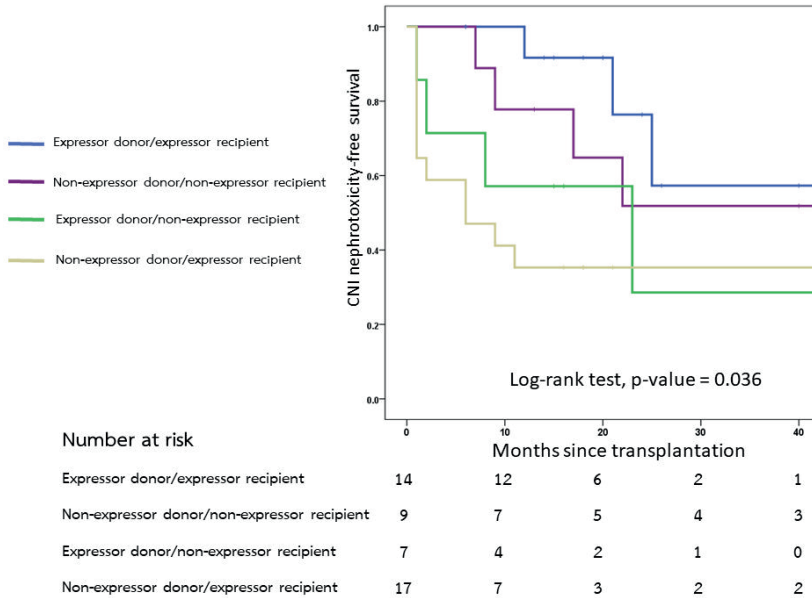 1.0
0.8
0.6
0.4
0.2
0.0
CNI nephrotoxicity-free survival
Expressor donor/expressor recipient
Non-expressor donor/non-expressor recipient
Expressor donor/non-expressor recipient
Non-expressor donor/expressor recipient
Log-rank test, p-value = 0.036
0 10 20 30 40
Months since transplantation
Number at risk
Expressor donor/expressor recipient 14 12 6 2 1
Non-expressor donor/non-expressor recipient 9 7 5 4 3
Expressor donor/non-expressor recipient 7 4 2 1 0
Non-expressor donor/expressor recipient 17 7 3 2 2